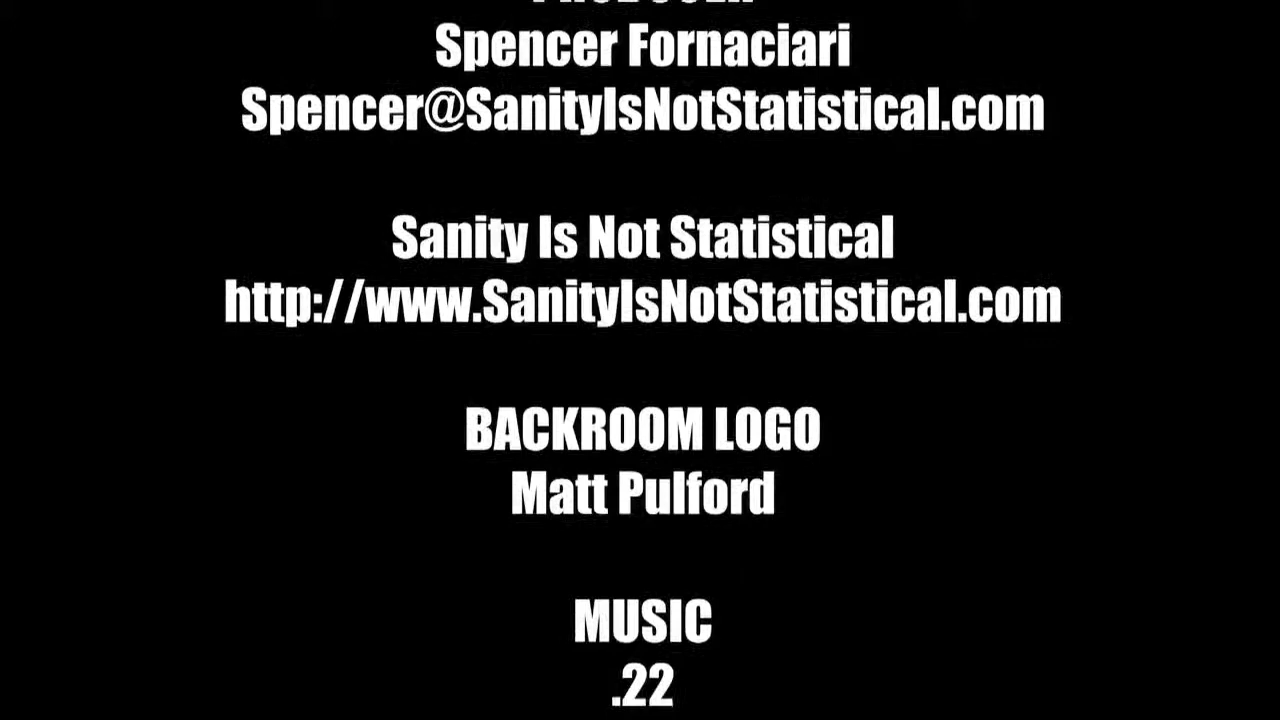 PRODUCER
Spencer Fornaciari
Spencer@SanityIsNotStatistical.com
Sanity Is Not Statistical
http://www.SanityIsNotStatistical.com
BACKROOM LOGO
Matt Pulford
MUSIC
.22